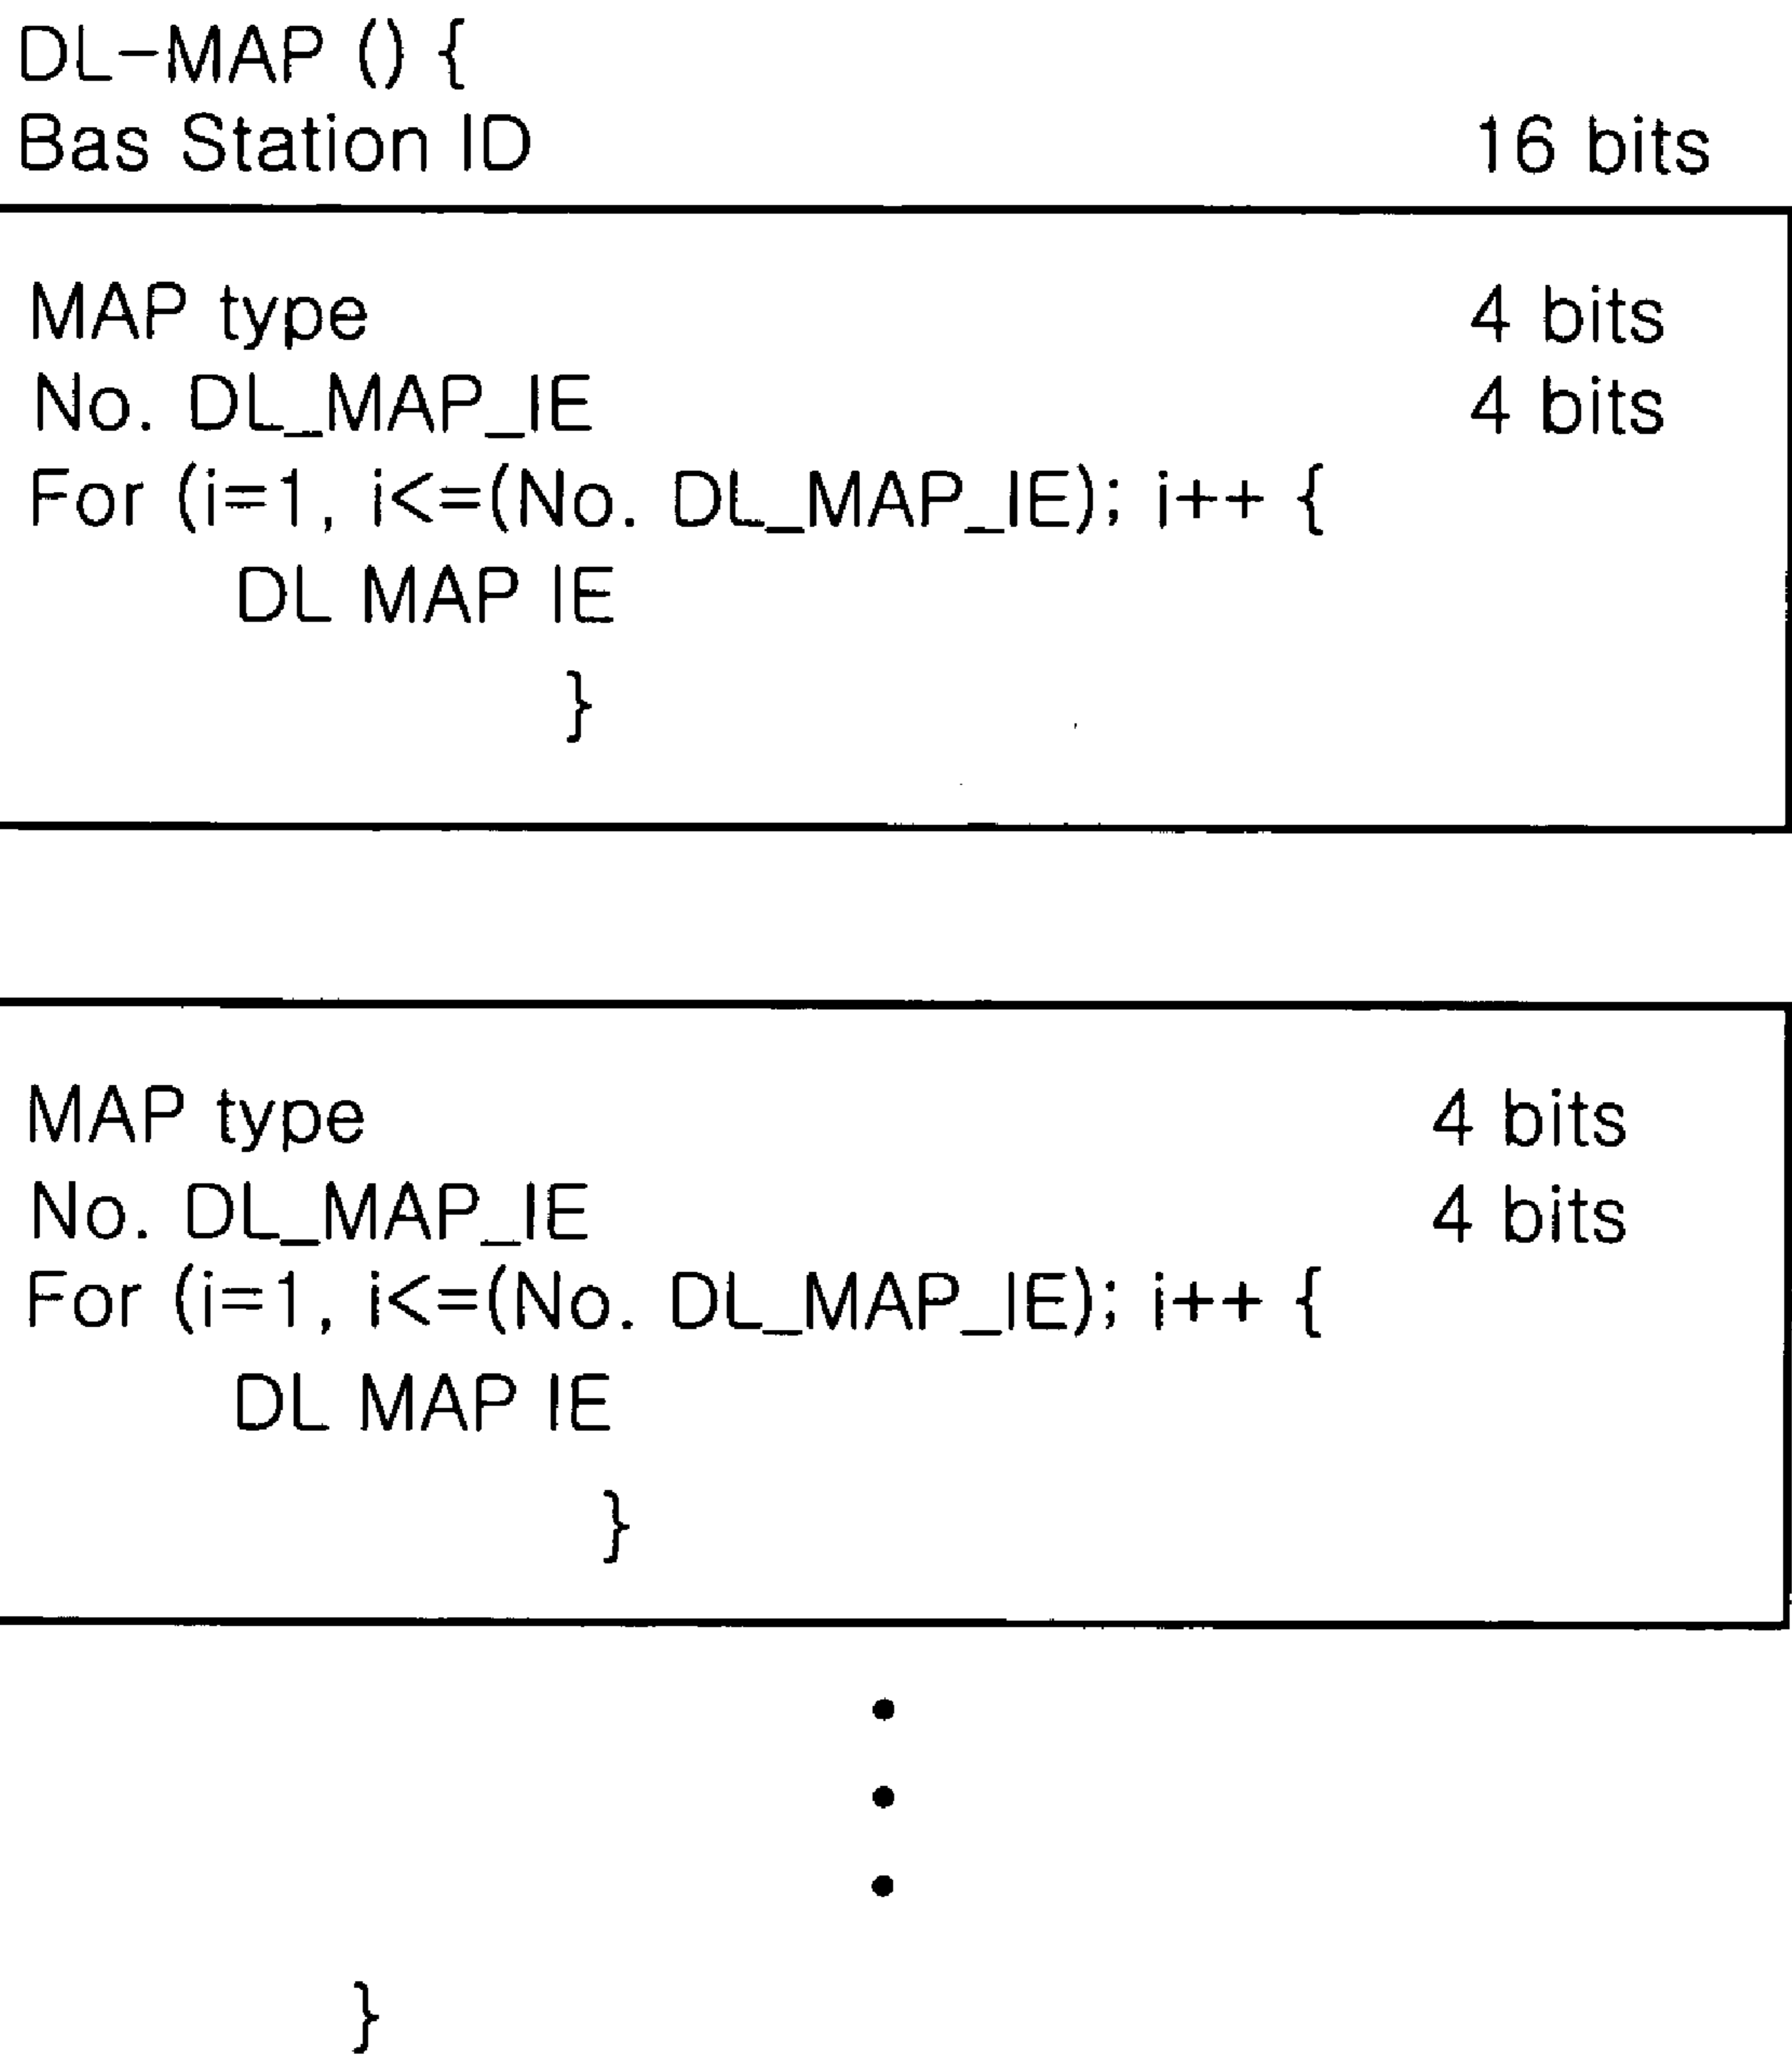 DL-MAP () {
Bas Station ID 16 bits
MAP type 4 bits
No. DL_MAP_IE 4 bits
For (i=1, i<=(No. DL_MAP_IE); i++ {
DL MAP IE
}
MAP type 4 bits
No. DL_MAP_IE 4 bits
For (i=1, i<=(No. DL_MAP_IE); i++ {
DL MAP IE
}
}